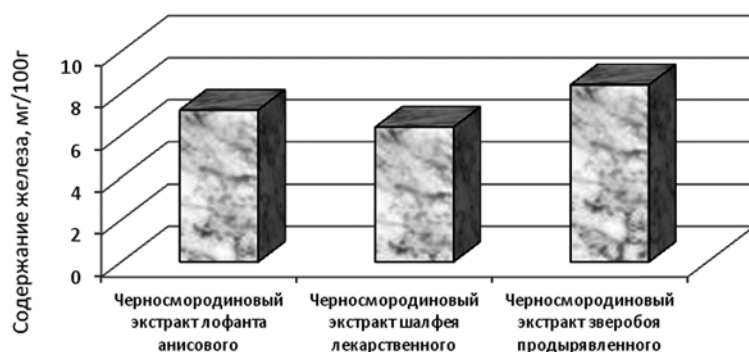 Содержание железа, мг/100г
10
8
6
4
2
0
Черносмородиновый
экстракт лофанта
анисового
Черносмородиновый
экстракт шалфея
лекарственного
Черносмородиновый
экстракт зверобоя
продырявленного